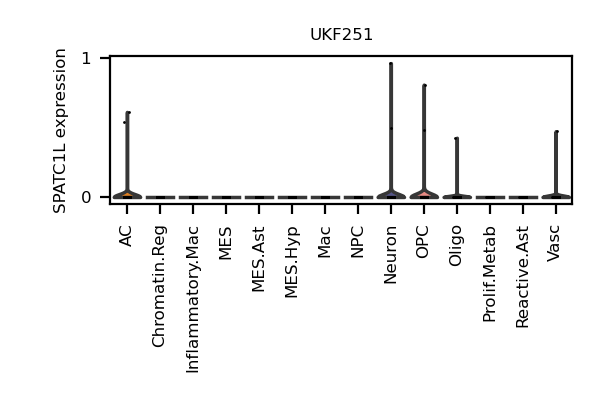 UKF251
SPATC1L expression
1
0
AC
Chromatin.Reg
Inflammatory.Mac
MES
MES.Ast
MES.Hyp
Mac
NPC
Neuron
OPC
Oligo
Prolif.Metab
Reactive.Ast
Vasc